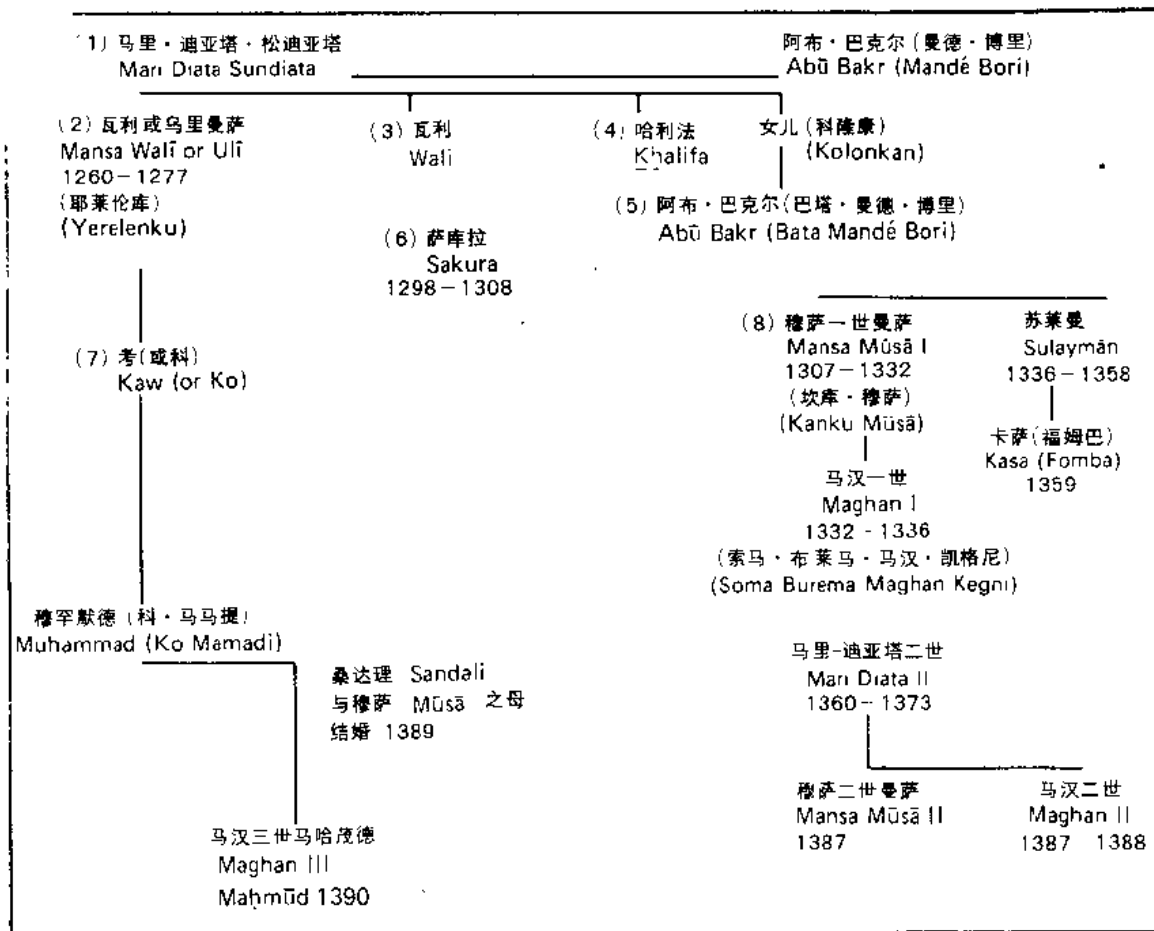 (1) 马里·迪亚塔·松迪亚塔
Mari Diata Sundiata
阿布·巴克尔(曼德·博里)
Abū Bakr (Mandé Bori)
(2) 瓦利或乌里曼萨
Mansa Walī or Ulī
1260-1277
(耶莱伦库)
(Yerelenku)
(3) 瓦利
Wali
(4) 哈利法
Khalifa
女儿(科隆康)
(Kolonkan)
(5) 阿布·巴克尔(巴塔·曼德·博里)
Abū Bakr (Bata Mandé Bori)
(6) 萨库拉
Sakura
1298-1308
(7) 考(或科)
Kaw (or Ko)
(8) 穆萨一世曼萨
Mansa Mūsā I
1307-1332
(坎库·穆萨)
(Kanku Mūsā)
苏莱曼
Sulaymān
1336-1358
卡萨(福姆巴)
Kasa (Fomba)
1359
马汉一世
Maghan I
1332-1336
(索马·布莱马·马汉·凯格尼)
(Soma Burema Maghan Kegni)
穆罕默德(科·马马提)
Muhammad (Ko Mamadi)
桑达理 Sandali
与穆萨 Mūsā 之母
结婚 1389
马里-迪亚塔二世
Mari Diata II
1360-1373
穆萨二世曼萨
Mansa Mūsā II
1387
马汉二世
Maghan II
1387 1388
马汉三世马哈茂德
Maghan III
Maḥmūd 1390